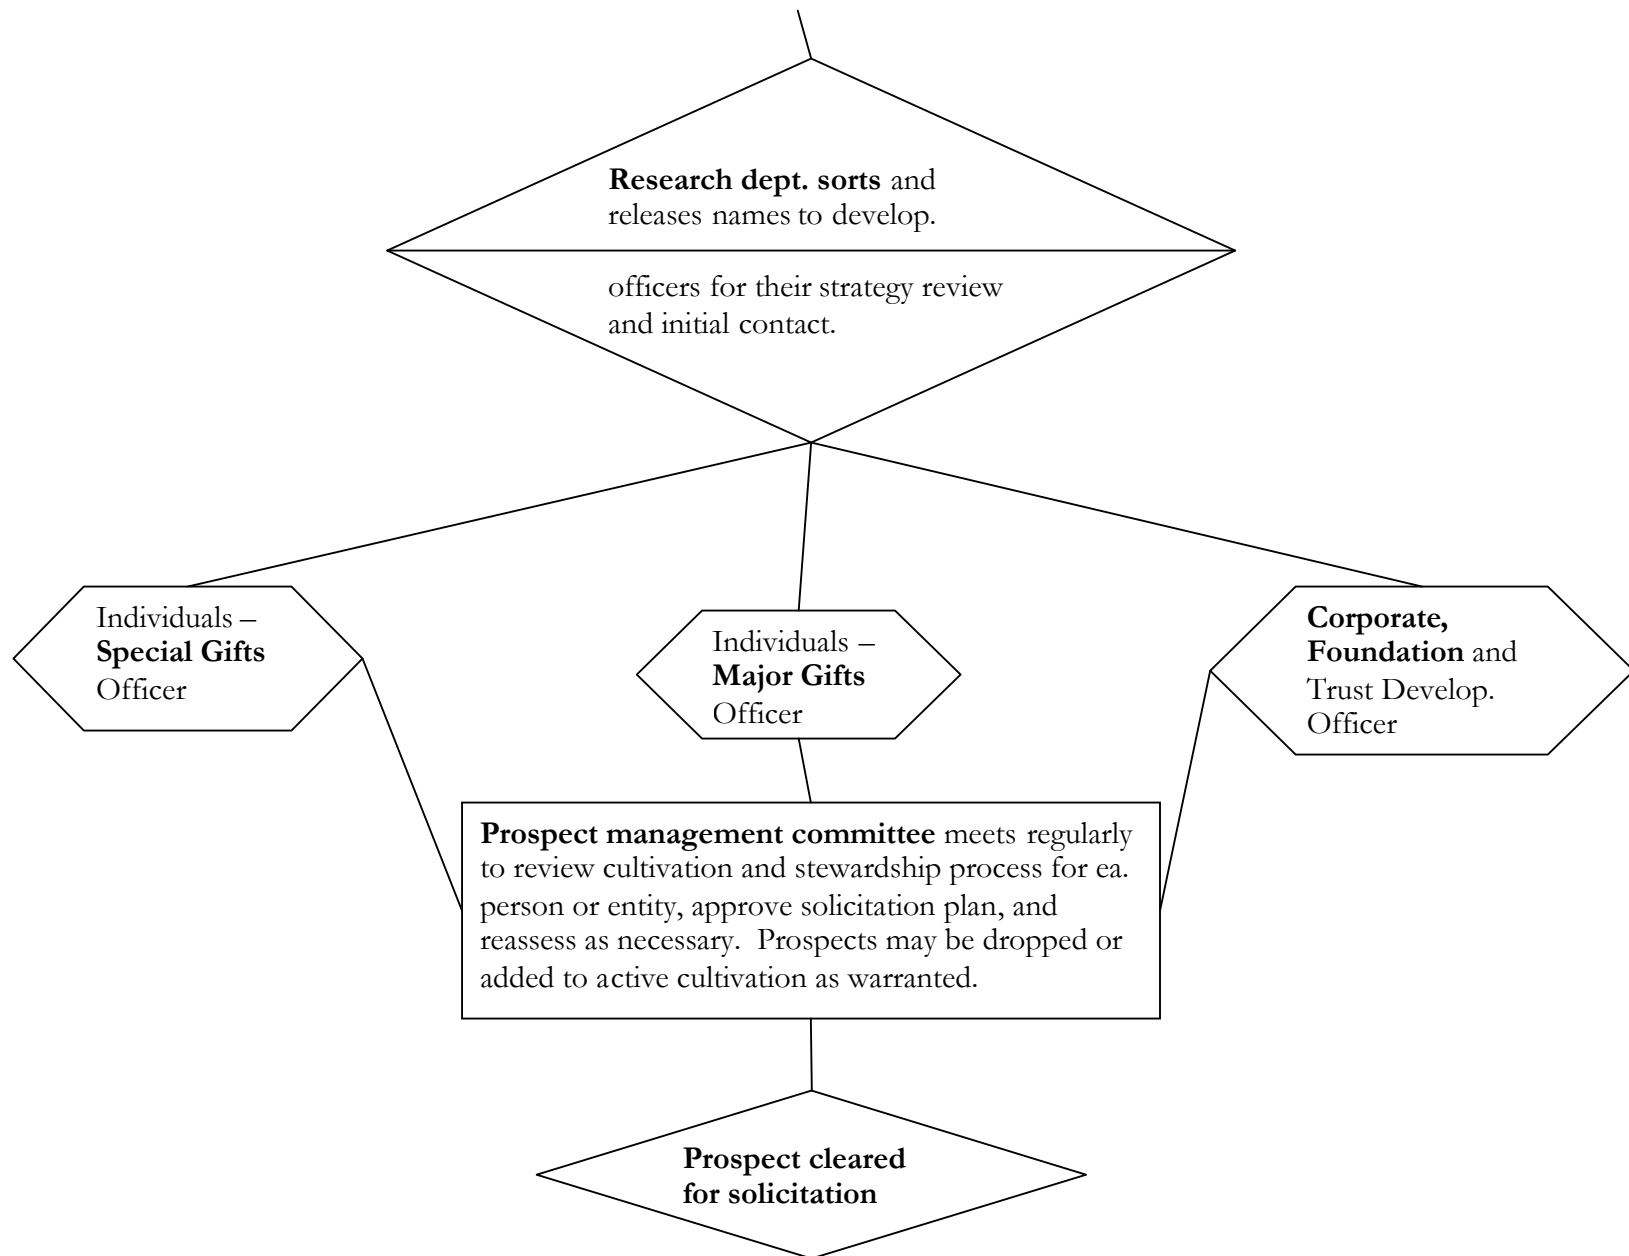 Research dept. sorts and
releases names to develop.
officers for their strategy review
and initial contact.
Individuals –
Special Gifts
Officer
Individuals –
Major Gifts
Officer
Corporate,
Foundation and
Trust Develop.
Officer
Prospect management committee meets regularly
to review cultivation and stewardship process for ea.
person or entity, approve solicitation plan, and
reassess as necessary.  Prospects may be dropped or
added to active cultivation as warranted.
Prospect cleared
for solicitation